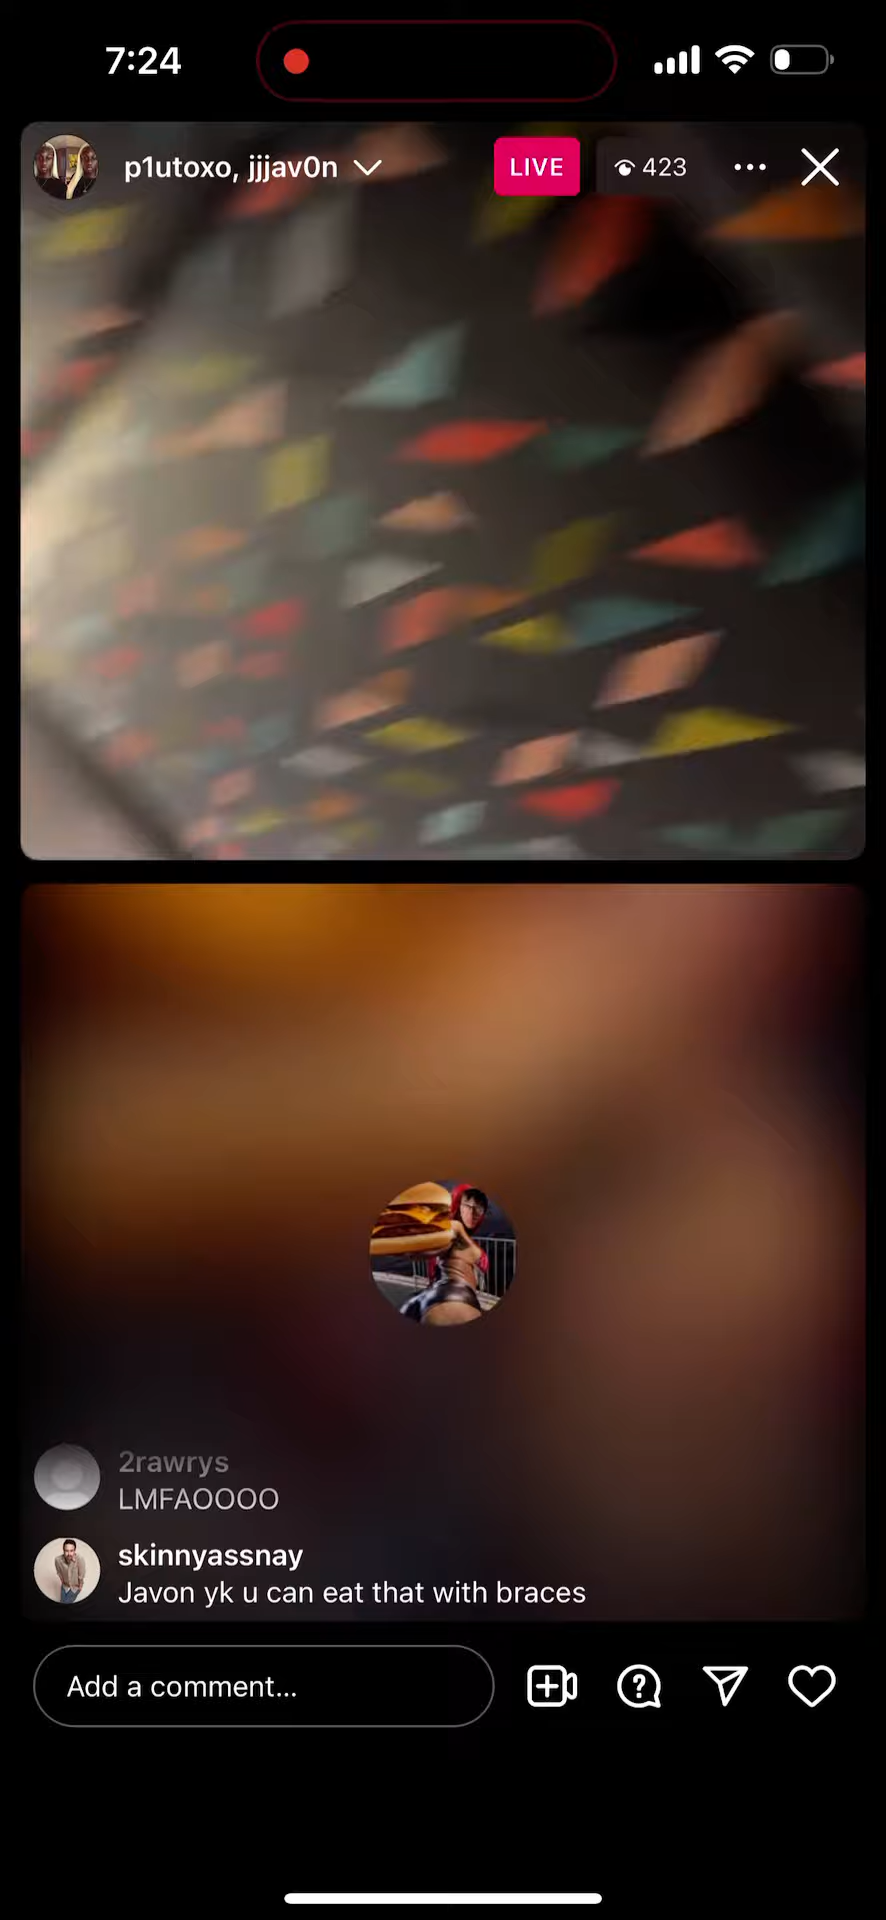 7:24
p1utoxo, jjjav0n
LIVE
423
2rawrys
LMFAOOOO
skinnyassnay
Javon yk u can eat that with braces
Add a comment...